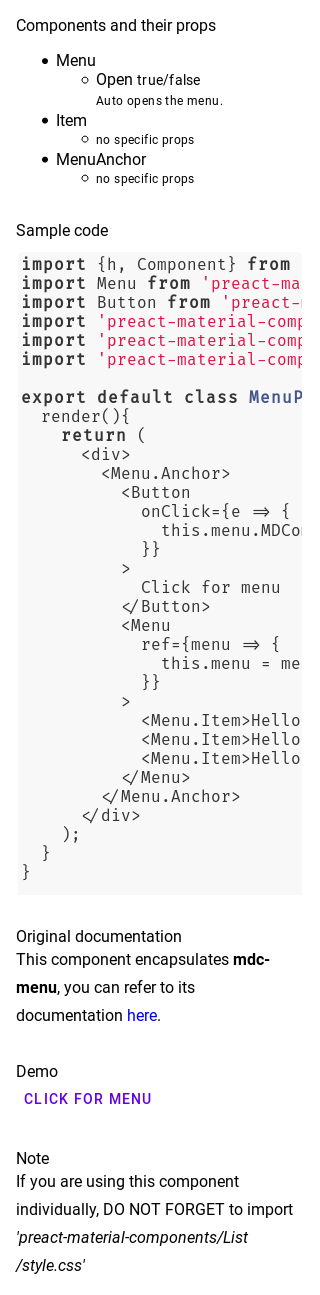 Components and their props
Menu
Open true/false
Auto opens the menu.
Item
no specific props
MenuAnchor
no specific props
Sample code
import {h, Component} from
import Menu from 'preact-ma
import Button from 'preact-
import 'preact-material-comp
import 'preact-material-comp
import 'preact-material-comp
export default class MenuP
render(){
return (
<div>
<Menu.Anchor>
<Button
onClick={e => {
this.menu.MDCo
}}
>
Click for menu
</Button>
<Menu
ref={menu => {
this.menu = me
}}
>
<Menu.Item>Hello
<Menu.Item>Hello
<Menu.Item>Hello
</Menu>
</Menu.Anchor>
</div>
);
}
}
Original documentation
This component encapsulates mdc-
menu, you can refer to its
documentation here.
Demo
CLICK FOR MENU
Note
If you are using this component
individually, DO NOT FORGET to import
'preact-material-components/List
/style.css'